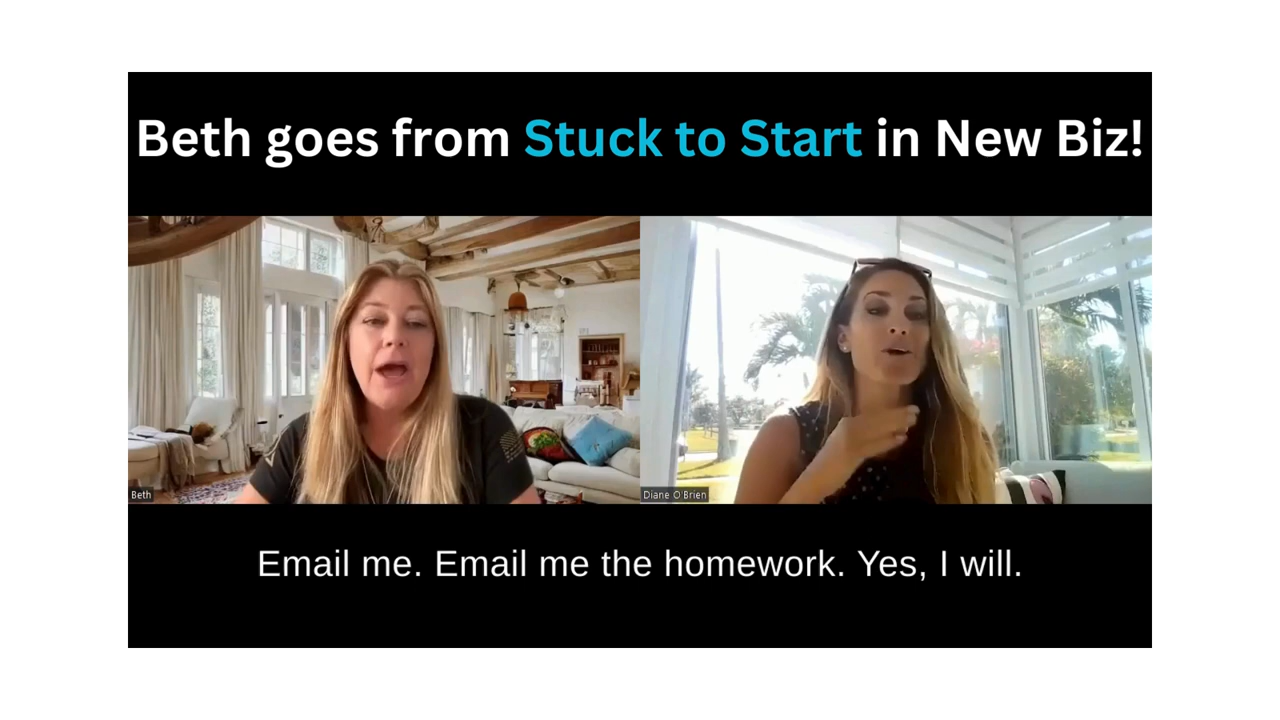 Beth goes from Stuck to Start in New Biz!
Beth
Diane O'Brien
Email me. Email me the homework. Yes, I will.